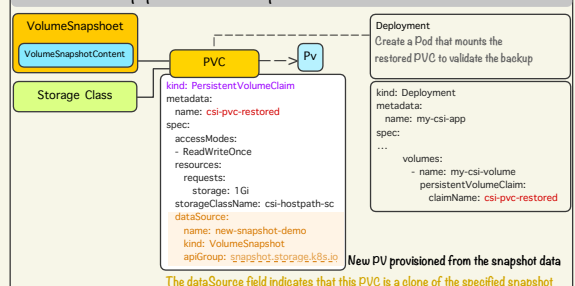 VolumeSnapshoet
VolumeSnapshotContent
Storage Class
PVC
Pv
Deployment
Create a Pod that mounts the
restored PVC to validate the backup
kind: PersistentVolumeClaim
metadata:
name: csi-pvc-restored
spec:
accessModes:
- ReadWriteOnce
resources:
requests:
storage: 1Gi
storageClassName: csi-hostpath-sc
dataSource:
name: new-snapshot-demo
kind: VolumeSnapshot
apiGroup: snapshot.storage.k8s.io
kind: Deployment
metadata:
name: my-csi-app
spec:
...
volumes:
- name: my-csi-volume
persistentVolumeClaim:
claimName: csi-pvc-restored
New PV provisioned from the snapshot data
The dataSource field indicates that this PVC is a clone of the specified snapshot